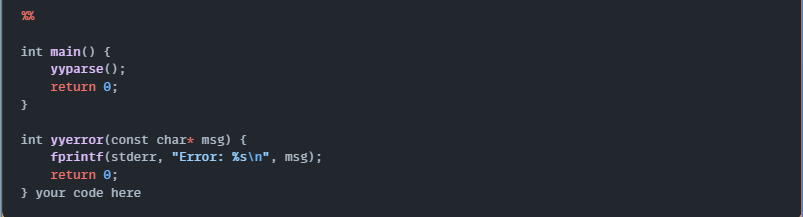 %%
int main() {
yyparse();
return 0;
}
int yyerror(const char* msg) {
fprintf(stderr, "Error: %s\n", msg);
return 0;
} your code here